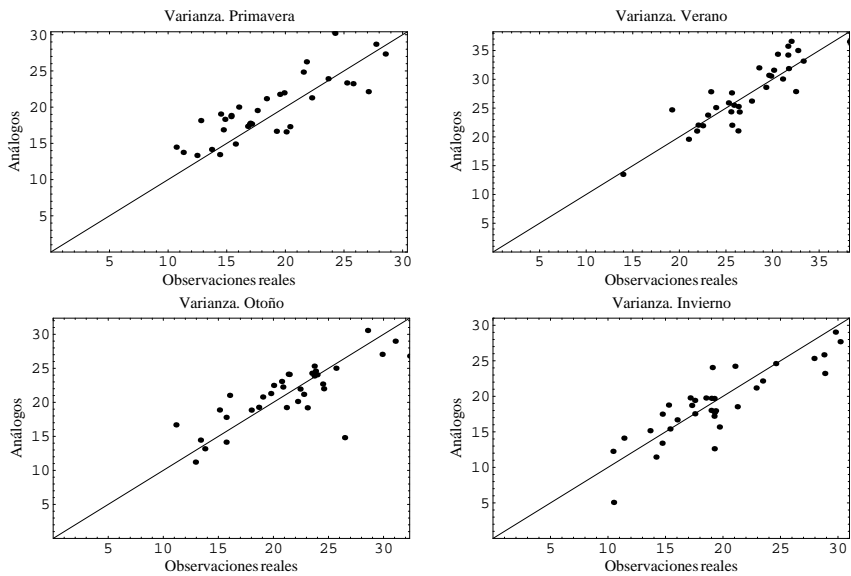 Varianza. Primavera
30
25
20
15
10
5
Análogos
5 10 15 20 25 30
Observaciones reales
Varianza. Verano
35
30
25
20
15
10
5
Análogos
5 10 15 20 25 30 35
Observaciones reales
Varianza. Otoño
30
25
20
15
10
5
Análogos
5 10 15 20 25 30
Observaciones reales
Varianza. Invierno
30
25
20
15
10
5
Análogos
5 10 15 20 25 30
Observaciones reales